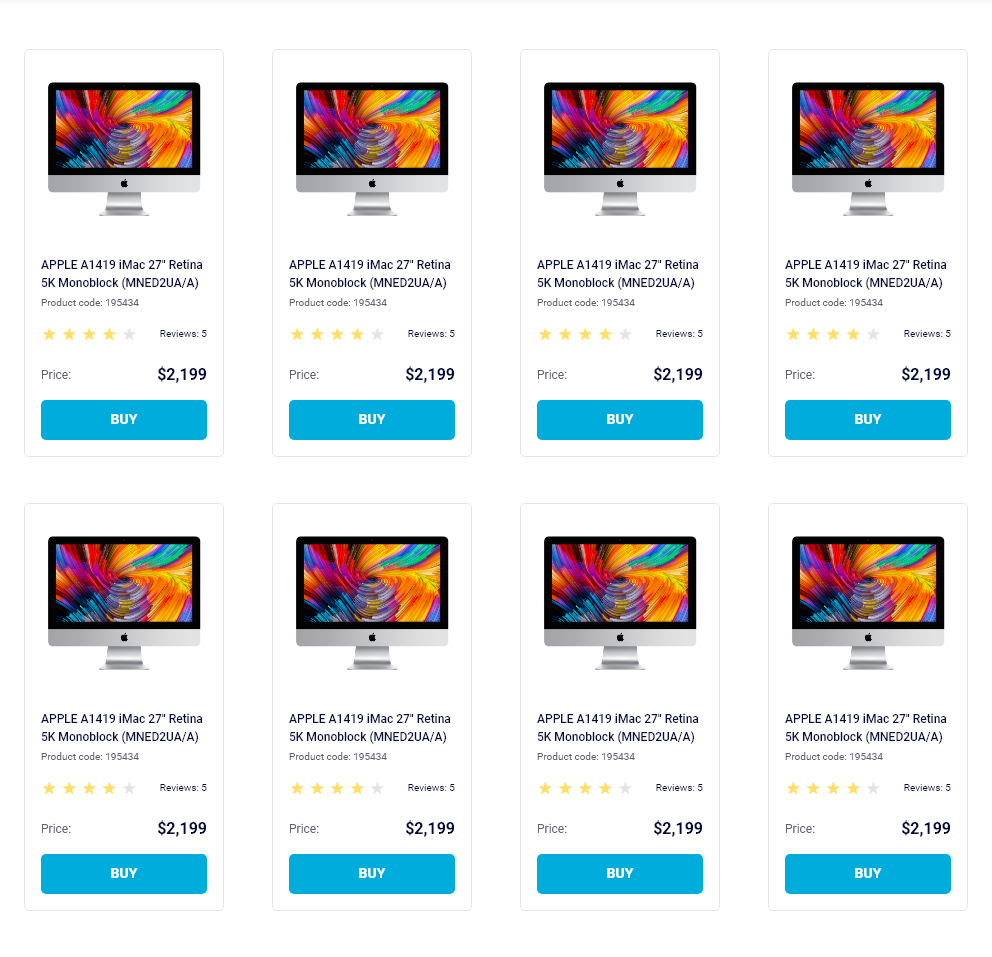 APPLE A1419 iMac 27" Retina
5K Monoblock (MNED2UA/A)
Product code: 195434
Reviews: 5
Price: $2,199
BUY
APPLE A1419 iMac 27" Retina
5K Monoblock (MNED2UA/A)
Product code: 195434
Reviews: 5
Price: $2,199
BUY
APPLE A1419 iMac 27" Retina
5K Monoblock (MNED2UA/A)
Product code: 195434
Reviews: 5
Price: $2,199
BUY
APPLE A1419 iMac 27" Retina
5K Monoblock (MNED2UA/A)
Product code: 195434
Reviews: 5
Price: $2,199
BUY
APPLE A1419 iMac 27" Retina
5K Monoblock (MNED2UA/A)
Product code: 195434
Reviews: 5
Price: $2,199
BUY
APPLE A1419 iMac 27" Retina
5K Monoblock (MNED2UA/A)
Product code: 195434
Reviews: 5
Price: $2,199
BUY
APPLE A1419 iMac 27" Retina
5K Monoblock (MNED2UA/A)
Product code: 195434
Reviews: 5
Price: $2,199
BUY
APPLE A1419 iMac 27" Retina
5K Monoblock (MNED2UA/A)
Product code: 195434
Reviews: 5
Price: $2,199
BUY